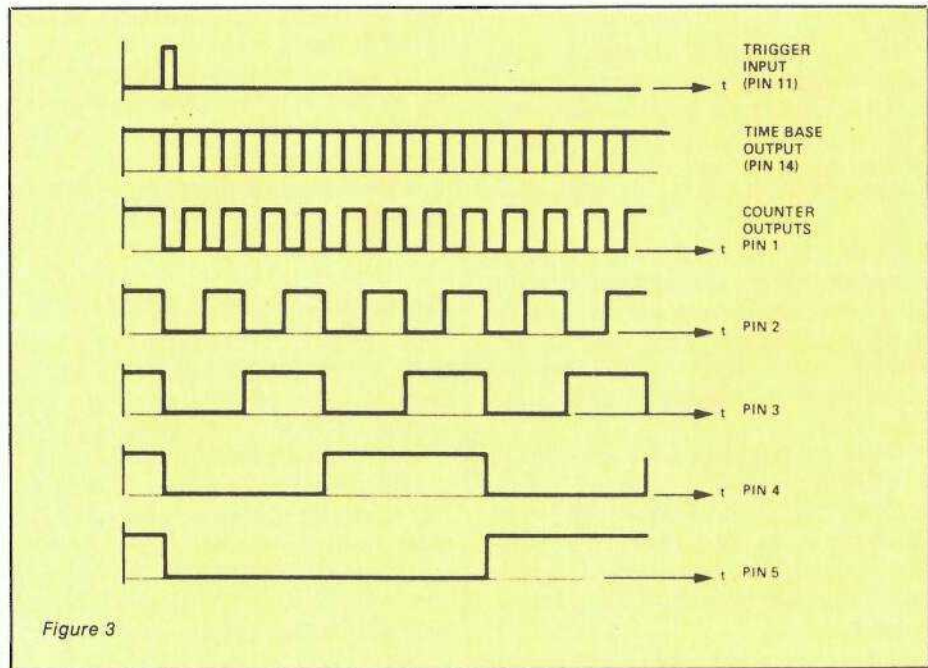 TRIGGER
INPUT
t
(PIN 11)
TIME BASE
OUTPUT
(PIN 14)
COUNTER
OUTPUTS
t PIN 1
t PIN 2
t PIN 3
t PIN 4
t PIN 5
Figure 3